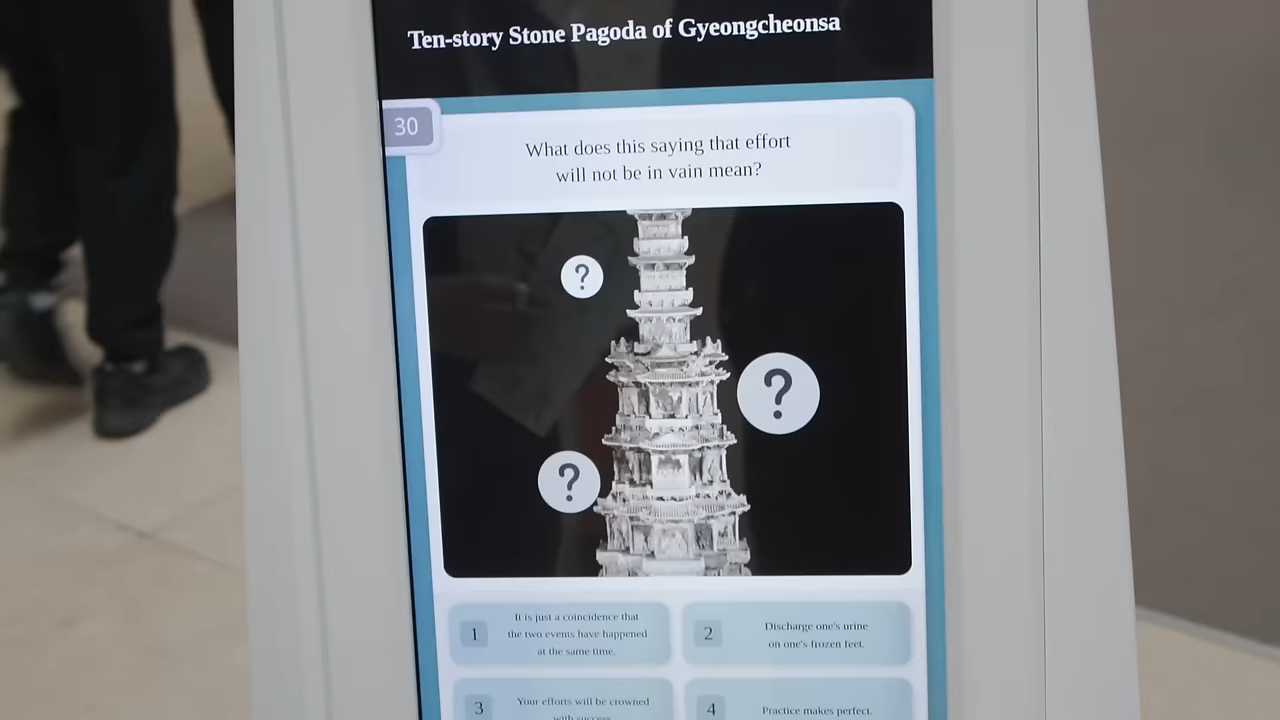 Ten-story Stone Pagoda of Gyeongcheonsa
30
What does this saying that effort
will not be in vain mean?
?
?
?
1
It is just a coincidence that
the two events have happened
at the same time.
2
Discharge one's urine
on one's frozen feet.
3
Your efforts will be crowned
with success.
4
Practice makes perfect.